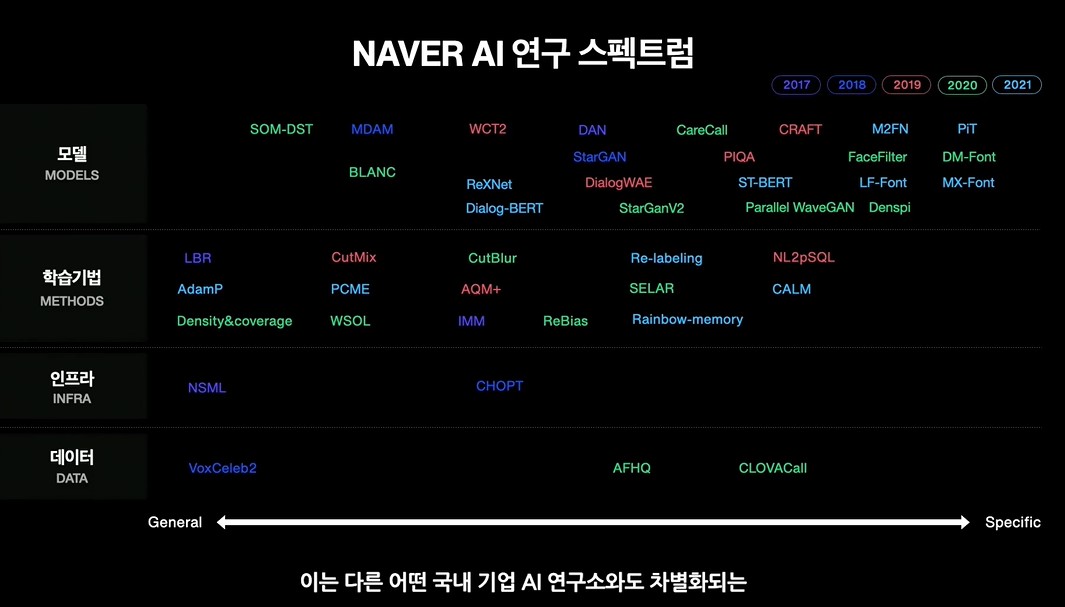 NAVER AI 연구 스펙트럼
2017 2018 2019 2020 2021
모델
MODELS
SOM-DST MDAM WCT2 DAN CareCall CRAFT M2FN PiT
StarGAN PIQA FaceFilter DM-Font
BLANC
ReXNet DialogWAE ST-BERT LF-Font MX-Font
Dialog-BERT StarGanV2 Parallel WaveGAN Denspi
학습기법
METHODS
LBR CutMix CutBlur Re-labeling NL2pSQL
AdamP PCME AQM+ SELAR CALM
Density&coverage WSOL IMM ReBias Rainbow-memory
인프라
INFRA
NSML CHOPT
데이터
DATA
VoxCeleb2 AFHQ CLOVACall
General Specific
이는 다른 어떤 국내 기업 AI 연구소와도 차별화되는